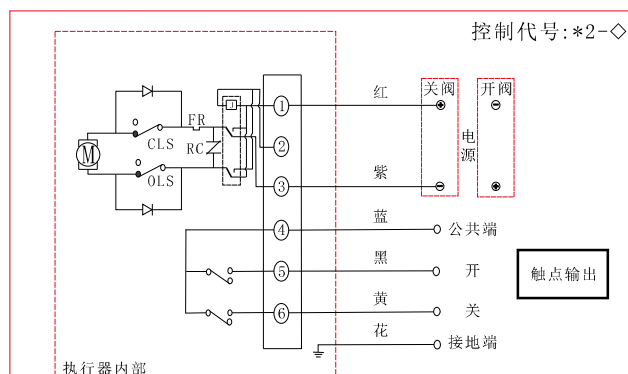 控制代号:*2-◇
关阀 开阀
红
电源
紫
蓝 公共端
黑 开
黄 关
花 接地端
触点输出
M
CLS
OLS
FR
RC
J
1
2
3
4
5
6
执行器内部